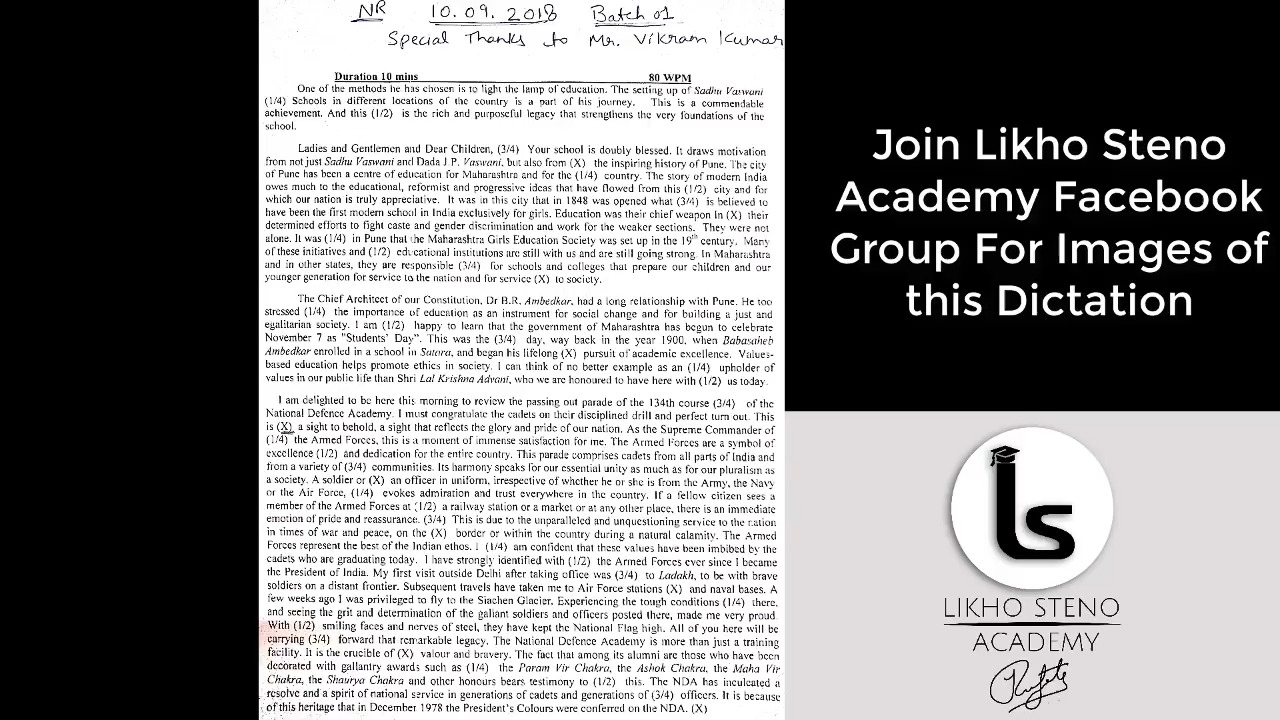 NR 10.09.2018 Batch 01
Special Thanks to Mr. Vikram Kumar
Duration 10 mins 80 WPM
One of the methods he has chosen is to light the lamp of education. The setting up of Sadhu Vaswani
(1/4) Schools in different locations of the country is a part of his journey. This is a commendable
achievement. And this (1/2) is the rich and purposeful legacy that strengthens the very foundations of the
school.
Ladies and Gentlemen and Dear Children, (3/4) Your school is doubly blessed. It draws motivation
from not just Sadhu Vaswani and Dada J.P. Vaswani, but also from (X) the inspiring history of Pune. The city
of Pune has been a centre of education for Maharashtra and for the (1/4) country. The story of modern India
owes much to the educational, reformist and progressive ideas that have flowed from this (1/2) city and for
which our nation is truly appreciative. It was in this city that in 1848 was opened what (3/4) is believed to
have been the first modern school in India exclusively for girls. Education was their chief weapon in (X) their
determined efforts to fight caste and gender discrimination and work for the weaker sections. They were not
alone. It was (1/4) in Pune that the Maharashtra Girls Education Society was set up in the 19th century. Many
of these initiatives and (1/2) educational institutions are still with us and are still going strong. In Maharashtra
and in other states, they are responsible (3/4) for schools and colleges that prepare our children and our
younger generation for service to the nation and for service (X) to society.
The Chief Architect of our Constitution, Dr B.R. Ambedkar, had a long relationship with Pune. He too
stressed (1/4) the importance of education as an instrument for social change and for building a just and
egalitarian society. I am (1/2) happy to learn that the government of Maharashtra has begun to celebrate
November 7 as "Students' Day". This was the (3/4) day, way back in the year 1900, when Babasaheb
Ambedkar enrolled in a school in Satara, and began his lifelong (X) pursuit of academic excellence. Values-
based education helps promote ethics in society. I can think of no better example as an (1/4) upholder of
values in our public life than Shri Lal Krishna Advani, who we are honoured to have here with (1/2) us today.
I am delighted to be here this morning to review the passing out parade of the 134th course (3/4) of the
National Defence Academy. I must congratulate the cadets on their disciplined drill and perfect turn out. This
is (X) a sight to behold, a sight that reflects the glory and pride of our nation. As the Supreme Commander of
(1/4) the Armed Forces, this is a moment of immense satisfaction for me. The Armed Forces are a symbol of
excellence (1/2) and dedication for the entire country. This parade comprises cadets from all parts of India and
from a variety of (3/4) communities. Its harmony speaks for our essential unity as much as for our pluralism as
a society. A soldier or (X) an officer in uniform, irrespective of whether he or she is from the Army, the Navy
or the Air Force, (1/4) evokes admiration and trust everywhere in the country. If a fellow citizen sees a
member of the Armed Forces at (1/2) a railway station or a market or at any other place, there is an immediate
emotion of pride and reassurance. (3/4) This is due to the unparalleled and unquestioning service to the nation
in times of war and peace, on the (X) border or within the country during a natural calamity. The Armed
Forces represent the best of the Indian ethos. I (1/4) am confident that these values have been imbibed by the
cadets who are graduating today. I have strongly identified with (1/2) the Armed Forces ever since I became
the President of India. My first visit outside Delhi after taking office was (3/4) to Ladakh, to be with brave
soldiers on a distant frontier. Subsequent travels have taken me to Air Force stations (X) and naval bases. A
few weeks ago I was privileged to fly to the Siachen Glacier. Experiencing the tough conditions (1/4) there,
and seeing the grit and determination of the gallant soldiers and officers posted there, made me very proud.
With (1/2) smiling faces and nerves of steel, they have kept the National Flag high. All of you here will be
carrying (3/4) forward that remarkable legacy. The National Defence Academy is more than just a training
facility. It is the crucible of (X) valour and bravery. The fact that among its alumni are those who have been
decorated with gallantry awards such as (1/4) the Param Vir Chakra, the Ashok Chakra, the Maha Vir
Chakra, the Shaurya Chakra and other honours bears testimony to (1/2) this. The NDA has inculcated a
resolve and a spirit of national service in generations of cadets and generations of (3/4) officers. It is because
of this heritage that in December 1978 the President's Colours were conferred on the NDA. (X)
Join Likho Steno
Academy Facebook
Group For Images of
this Dictation
Ls
LIKHO STENO
ACADEMY